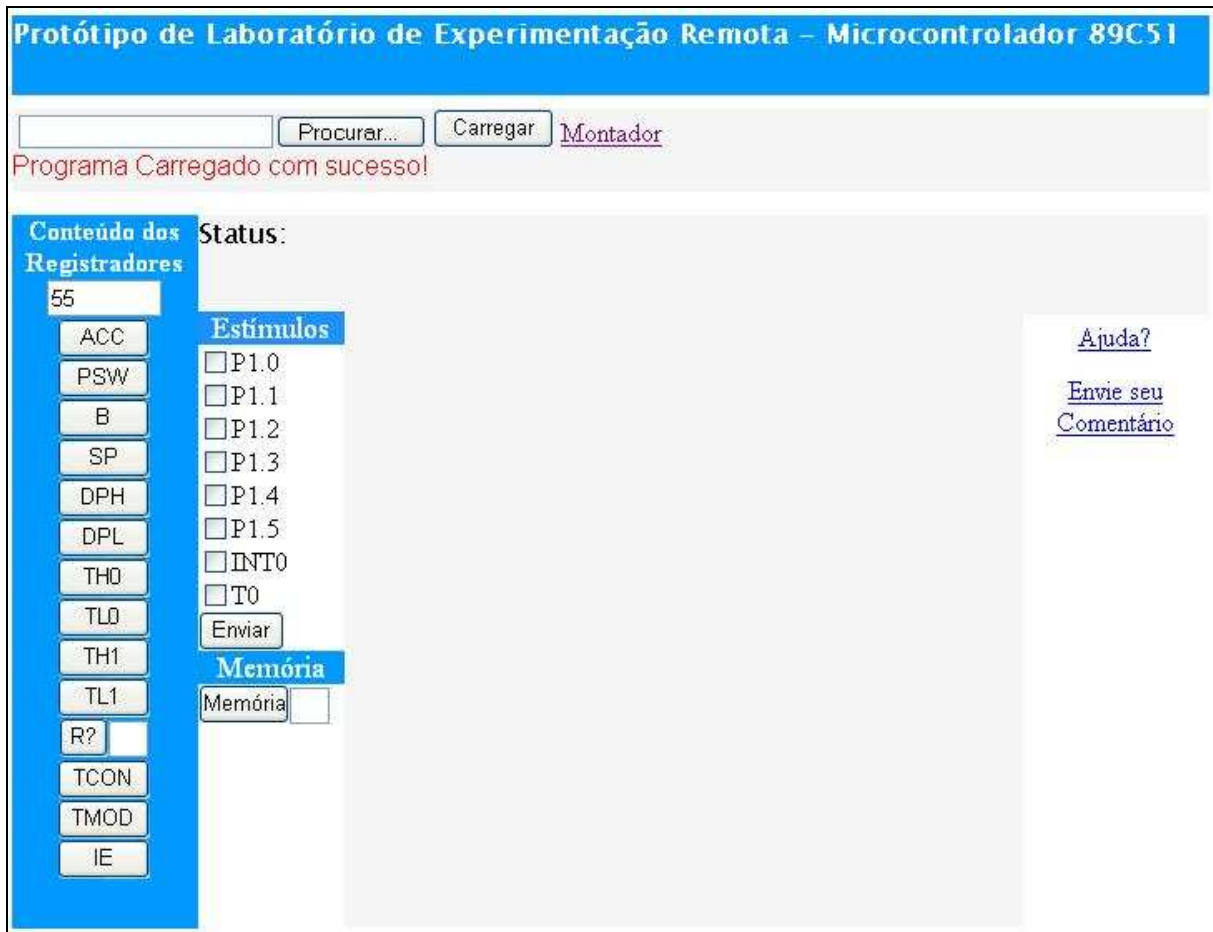 Protótipo de Laboratório de Experimentação Remota – Microcontrolador 89C51
Procurar... Carregar Montador
Programa Carregado com sucesso!
Conteúdo dos
Registradores
55
ACC
PSW
B
SP
DPH
DPL
TH0
TL0
TH1
TL1
R?
TCON
TMOD
IE
Status:
Estímulos
P1.0
P1.1
P1.2
P1.3
P1.4
P1.5
INT0
T0
Enviar
Memória
Memória
Ajuda?
Envie seu
Comentário